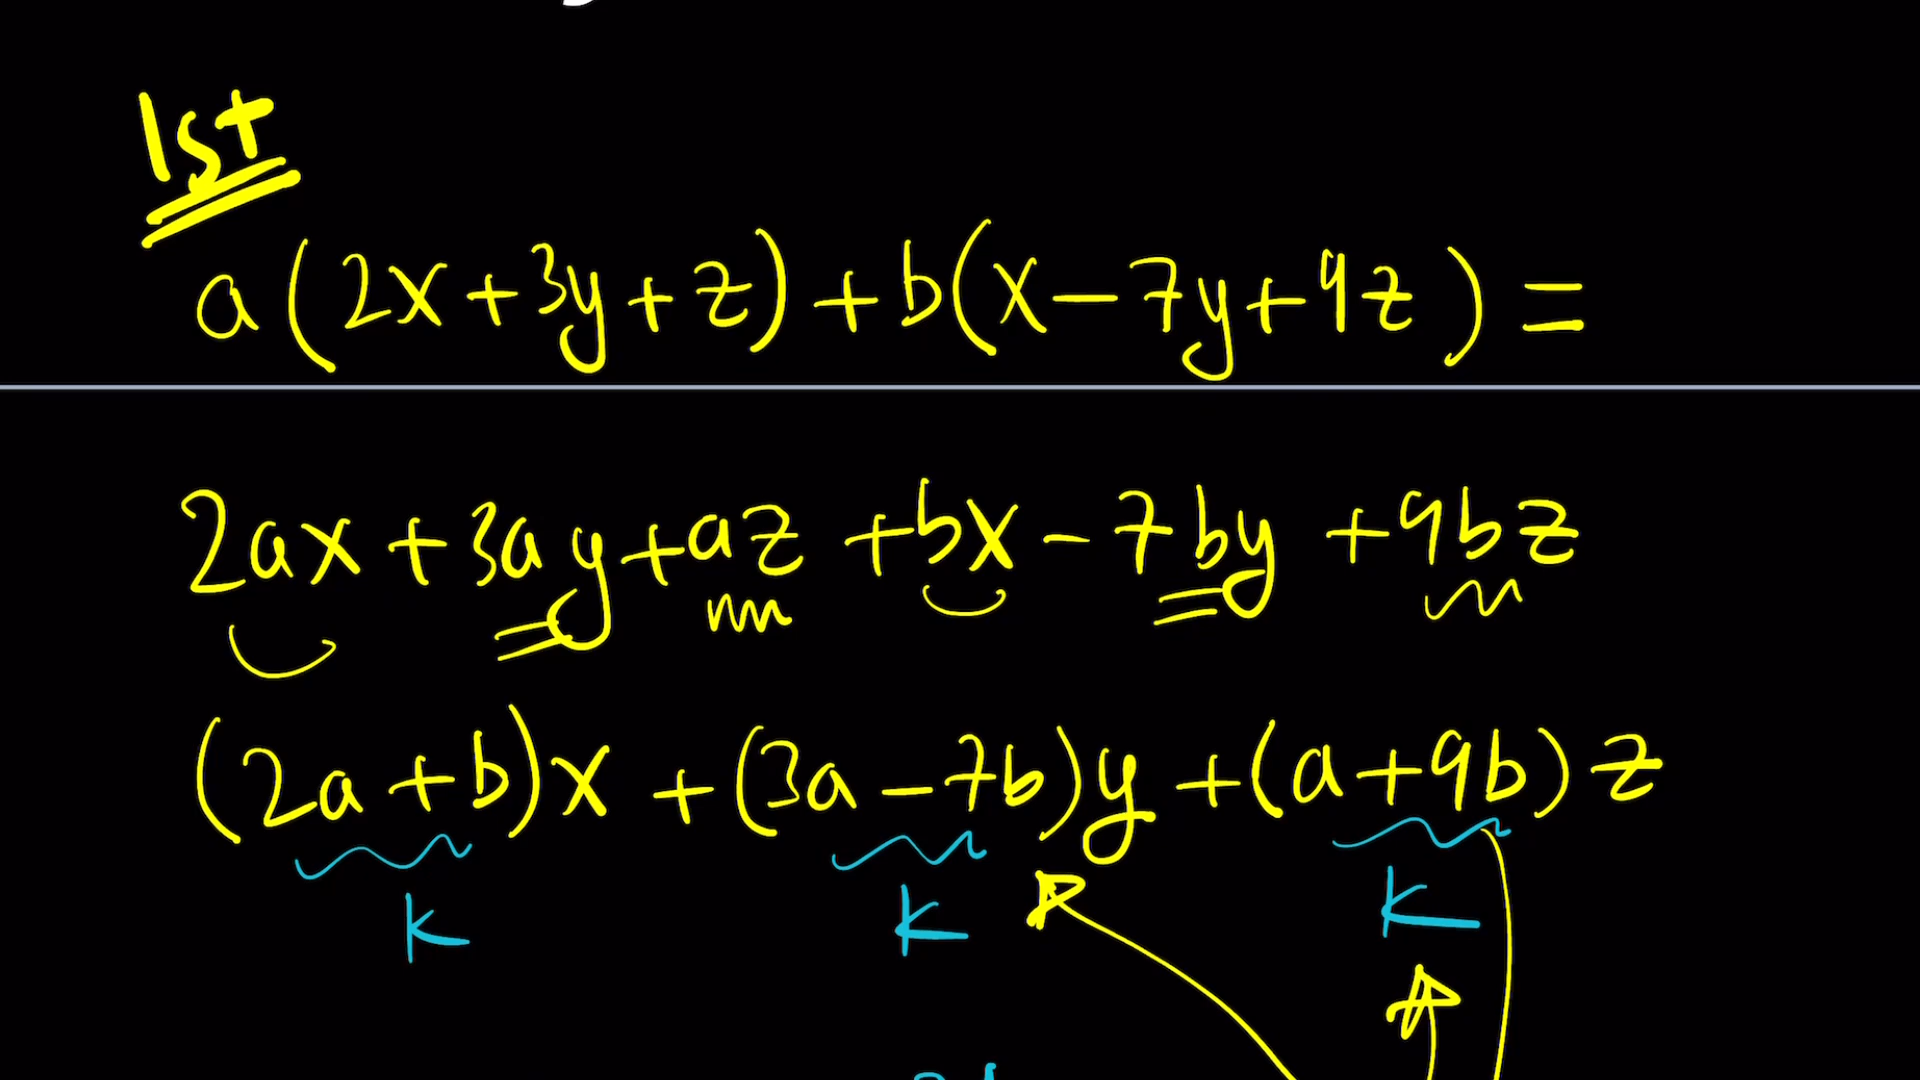 1st
a(2x+3y+z)+b(x-7y+9z)=
2ax+3ay+az+bx-7by+9bz
(2a+b)x+(3a-7b)y+(a+9b)z
k k k